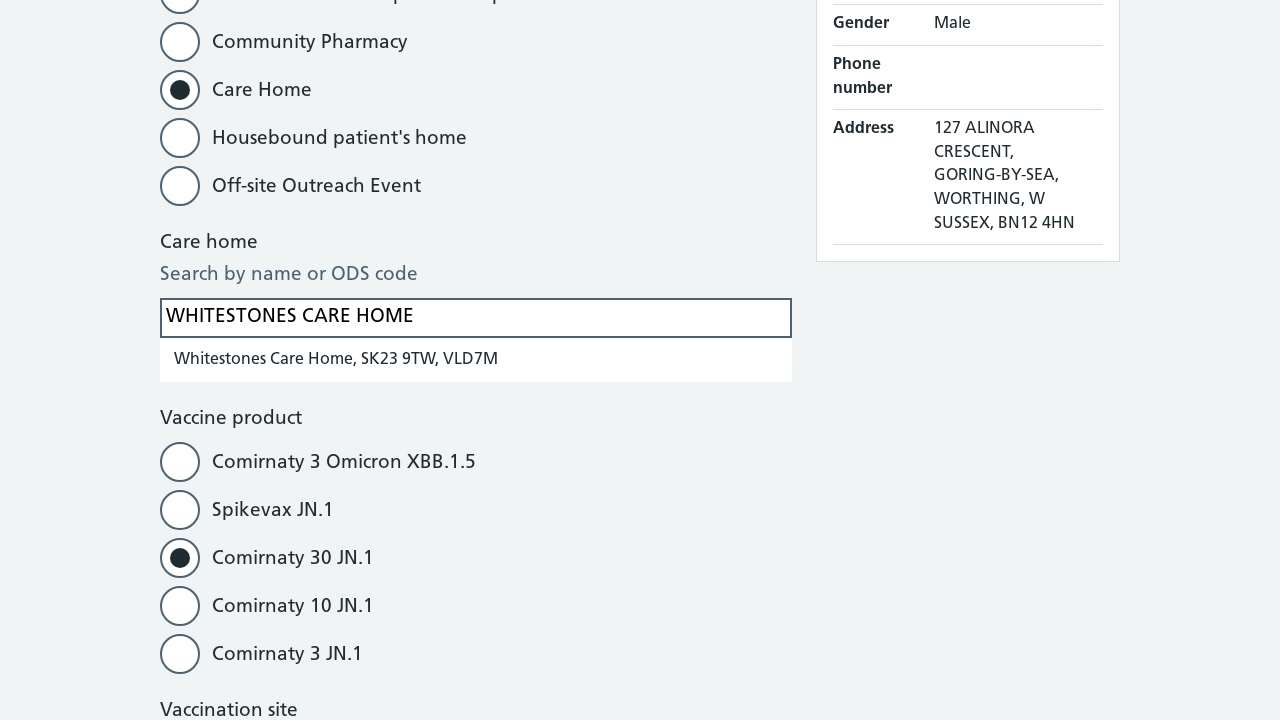 Community Pharmacy
Care Home
Housebound patient's home
Off-site Outreach Event
Care home
Search by name or ODS code
WHITESTONES CARE HOME
Whitestones Care Home, SK23 9TW, VLD7M
Vaccine product
Comirnaty 3 Omicron XBB.1.5
Spikevax JN.1
Comirnaty 30 JN.1
Comirnaty 10 JN.1
Comirnaty 3 JN.1
Vaccination site
Gender Male
Phone
number
Address 127 ALINORA
CRESCENT,
GORING-BY-SEA,
WORTHING, W
SUSSEX, BN12 4HN